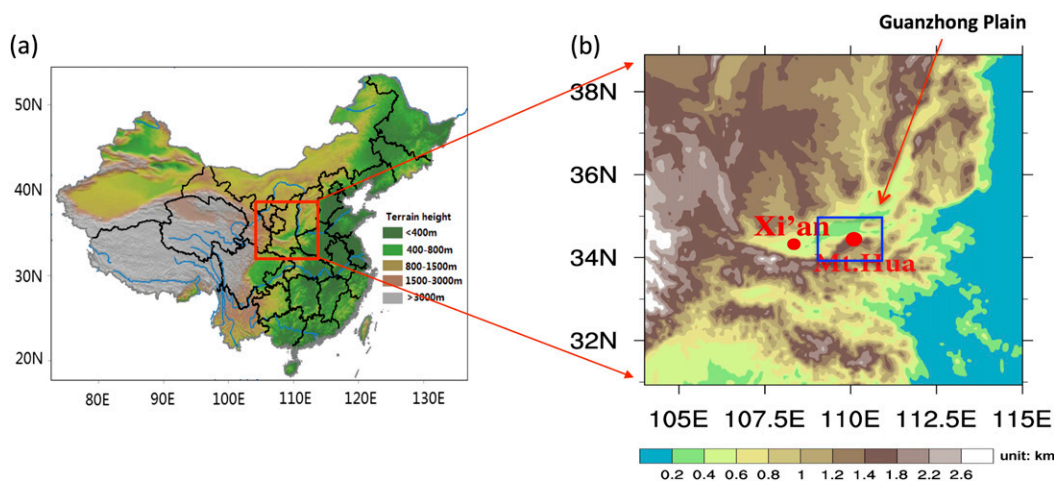 Guanzhong Plain
(a)
(b)
50N
40N
30N
20N
80E
90E
100E
110E
120E
130E
Terrain height
<400m
400-800m
800-1500m
1500-3000m
>3000m
38N
36N
34N
32N
Xi'an
Mt.Hua
105E
107.5E
110E
112.5E
115E
unit: km
0.2
0.4
0.6
0.8
1
1.2
1.4
1.8
2.2
2.6